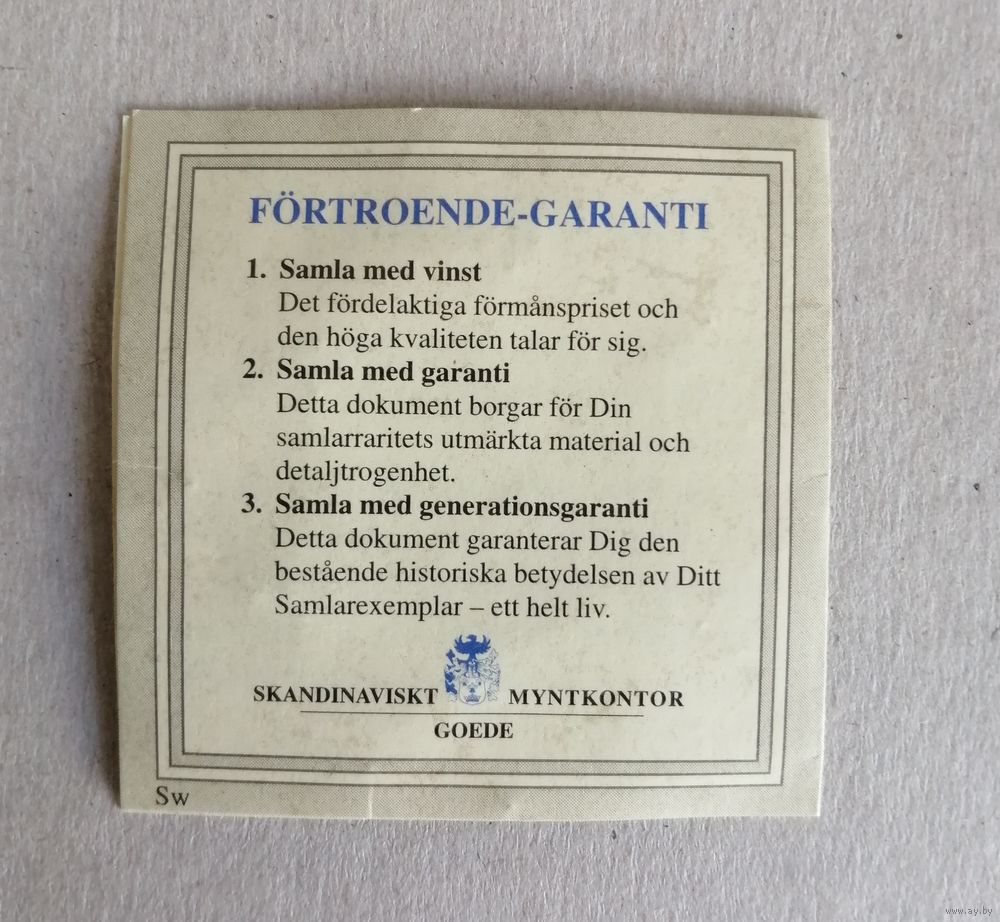 FÖRTROENDE-GARANTI
1. Samla med vinst
Det fördelaktiga förmånspriset och
den höga kvaliteten talar för sig.
2. Samla med garanti
Detta dokument borgar för Din
samlarraritets utmärkta material och
detaljtrogenhet.
3. Samla med generationsgaranti
Detta dokument garanterar Dig den
bestående historiska betydelsen av Ditt
Samlarexemplar – ett helt liv.
SKANDINAVISKT MYNTKONTOR
GOEDE
Sw
www.ay.by